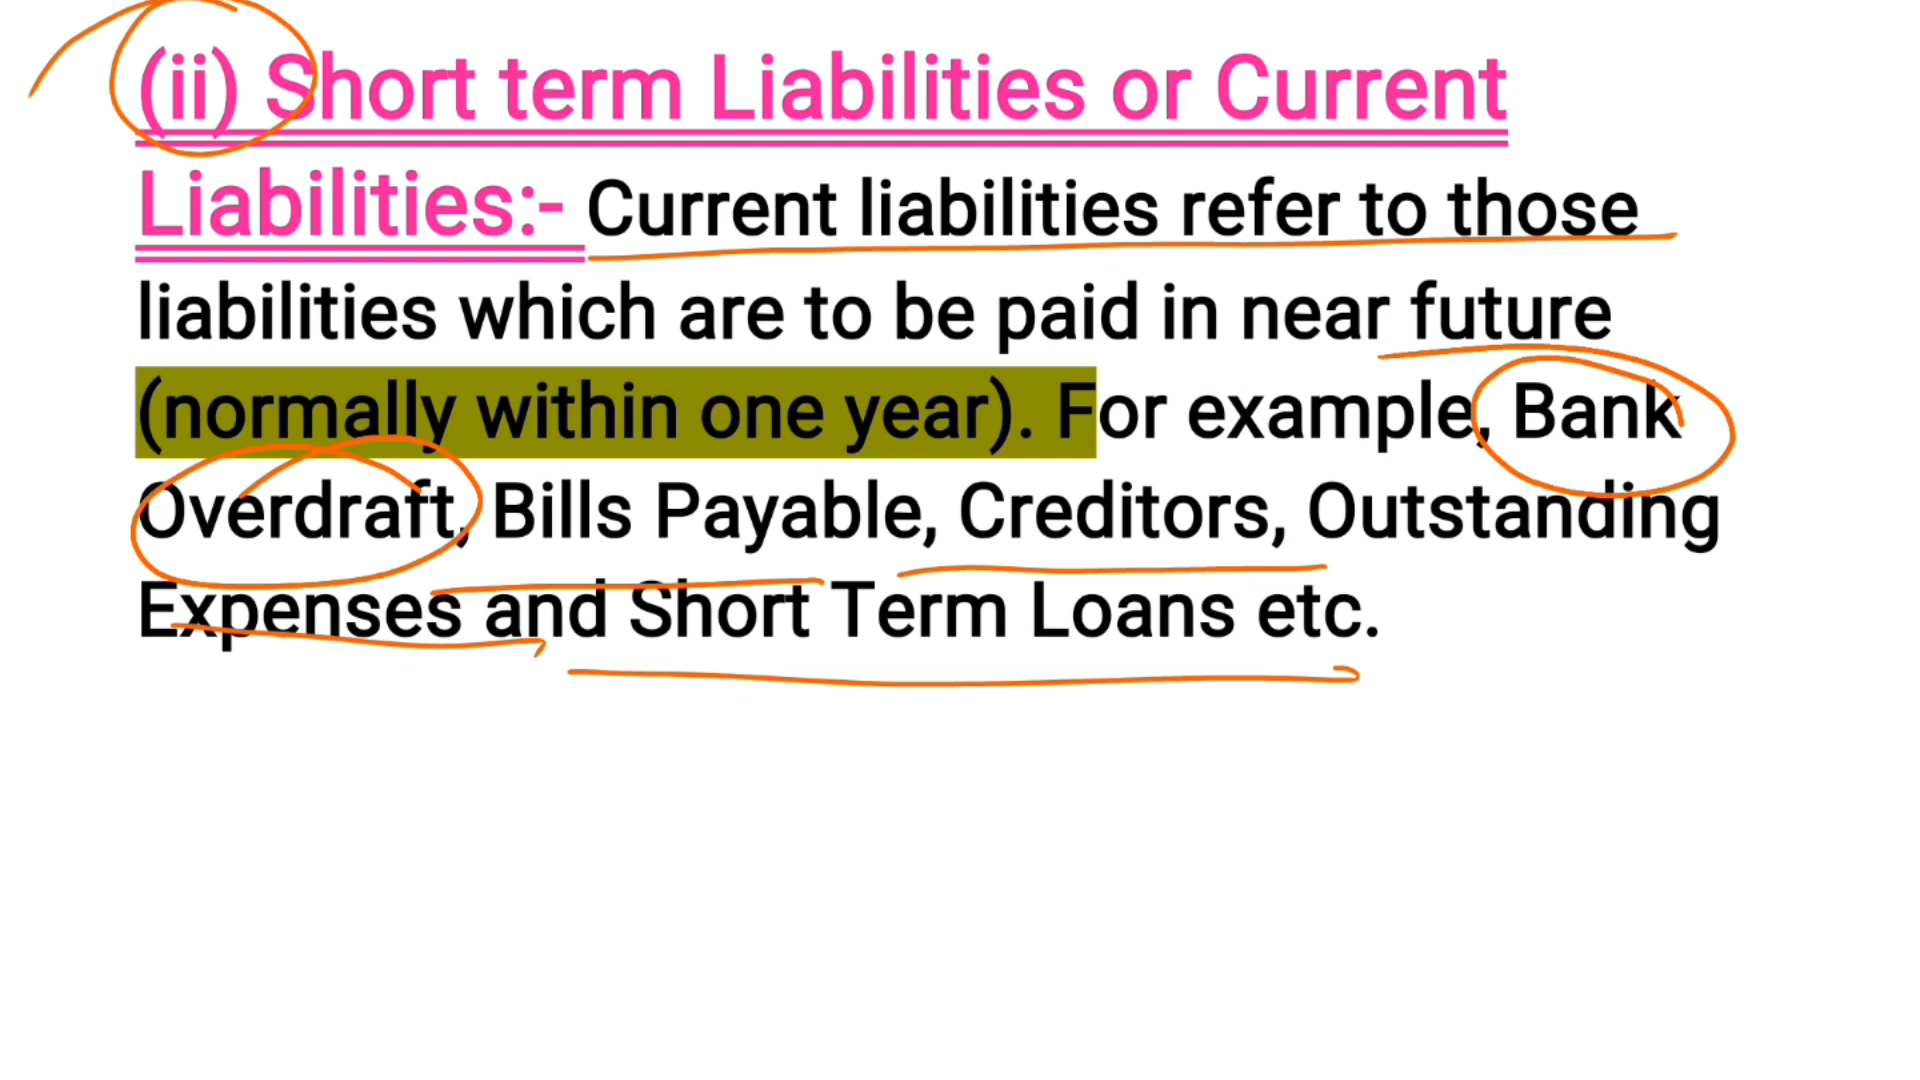 (ii) Short term Liabilities or Current
Liabilities:- Current liabilities refer to those
liabilities which are to be paid in near future
(normally within one year). For example, Bank
Overdraft, Bills Payable, Creditors, Outstanding
Expenses and Short Term Loans etc.